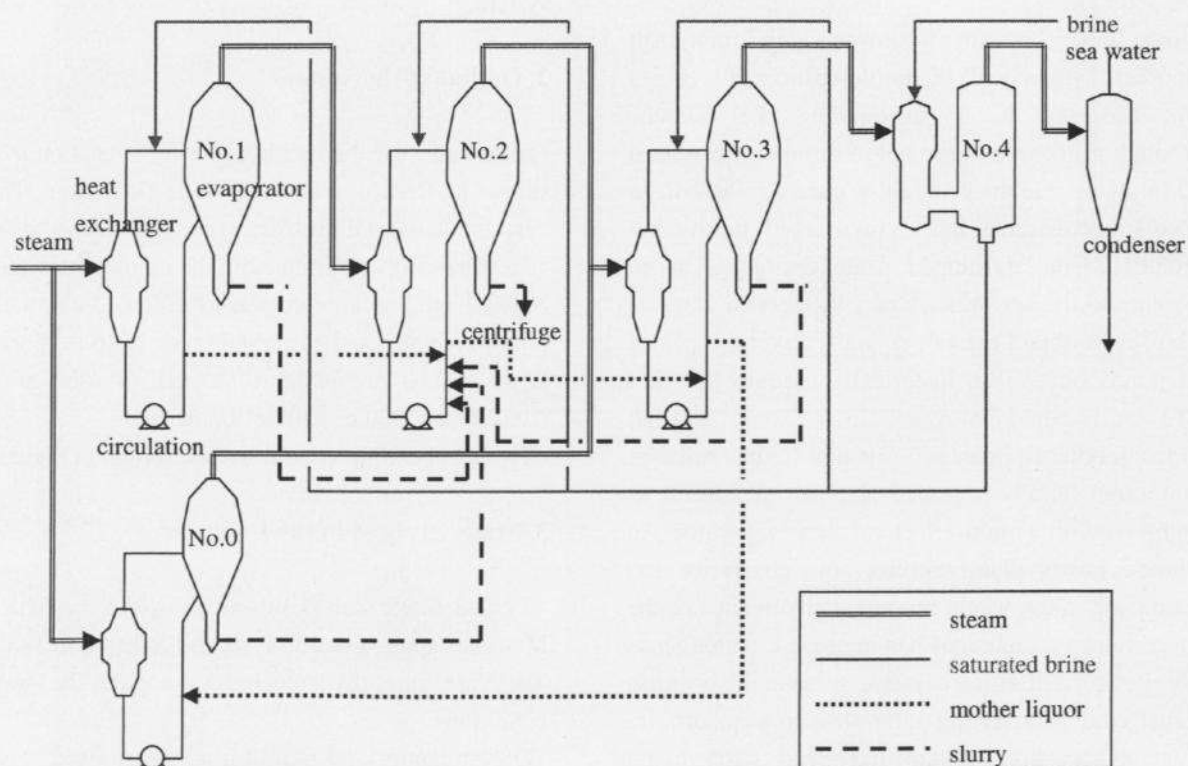 brine
sea water
No.1
No.2
No.3
No.4
heat
exchanger
evaporator
steam
condenser
centrifuge
circulation
No.0
steam
saturated brine
mother liquor
slurry